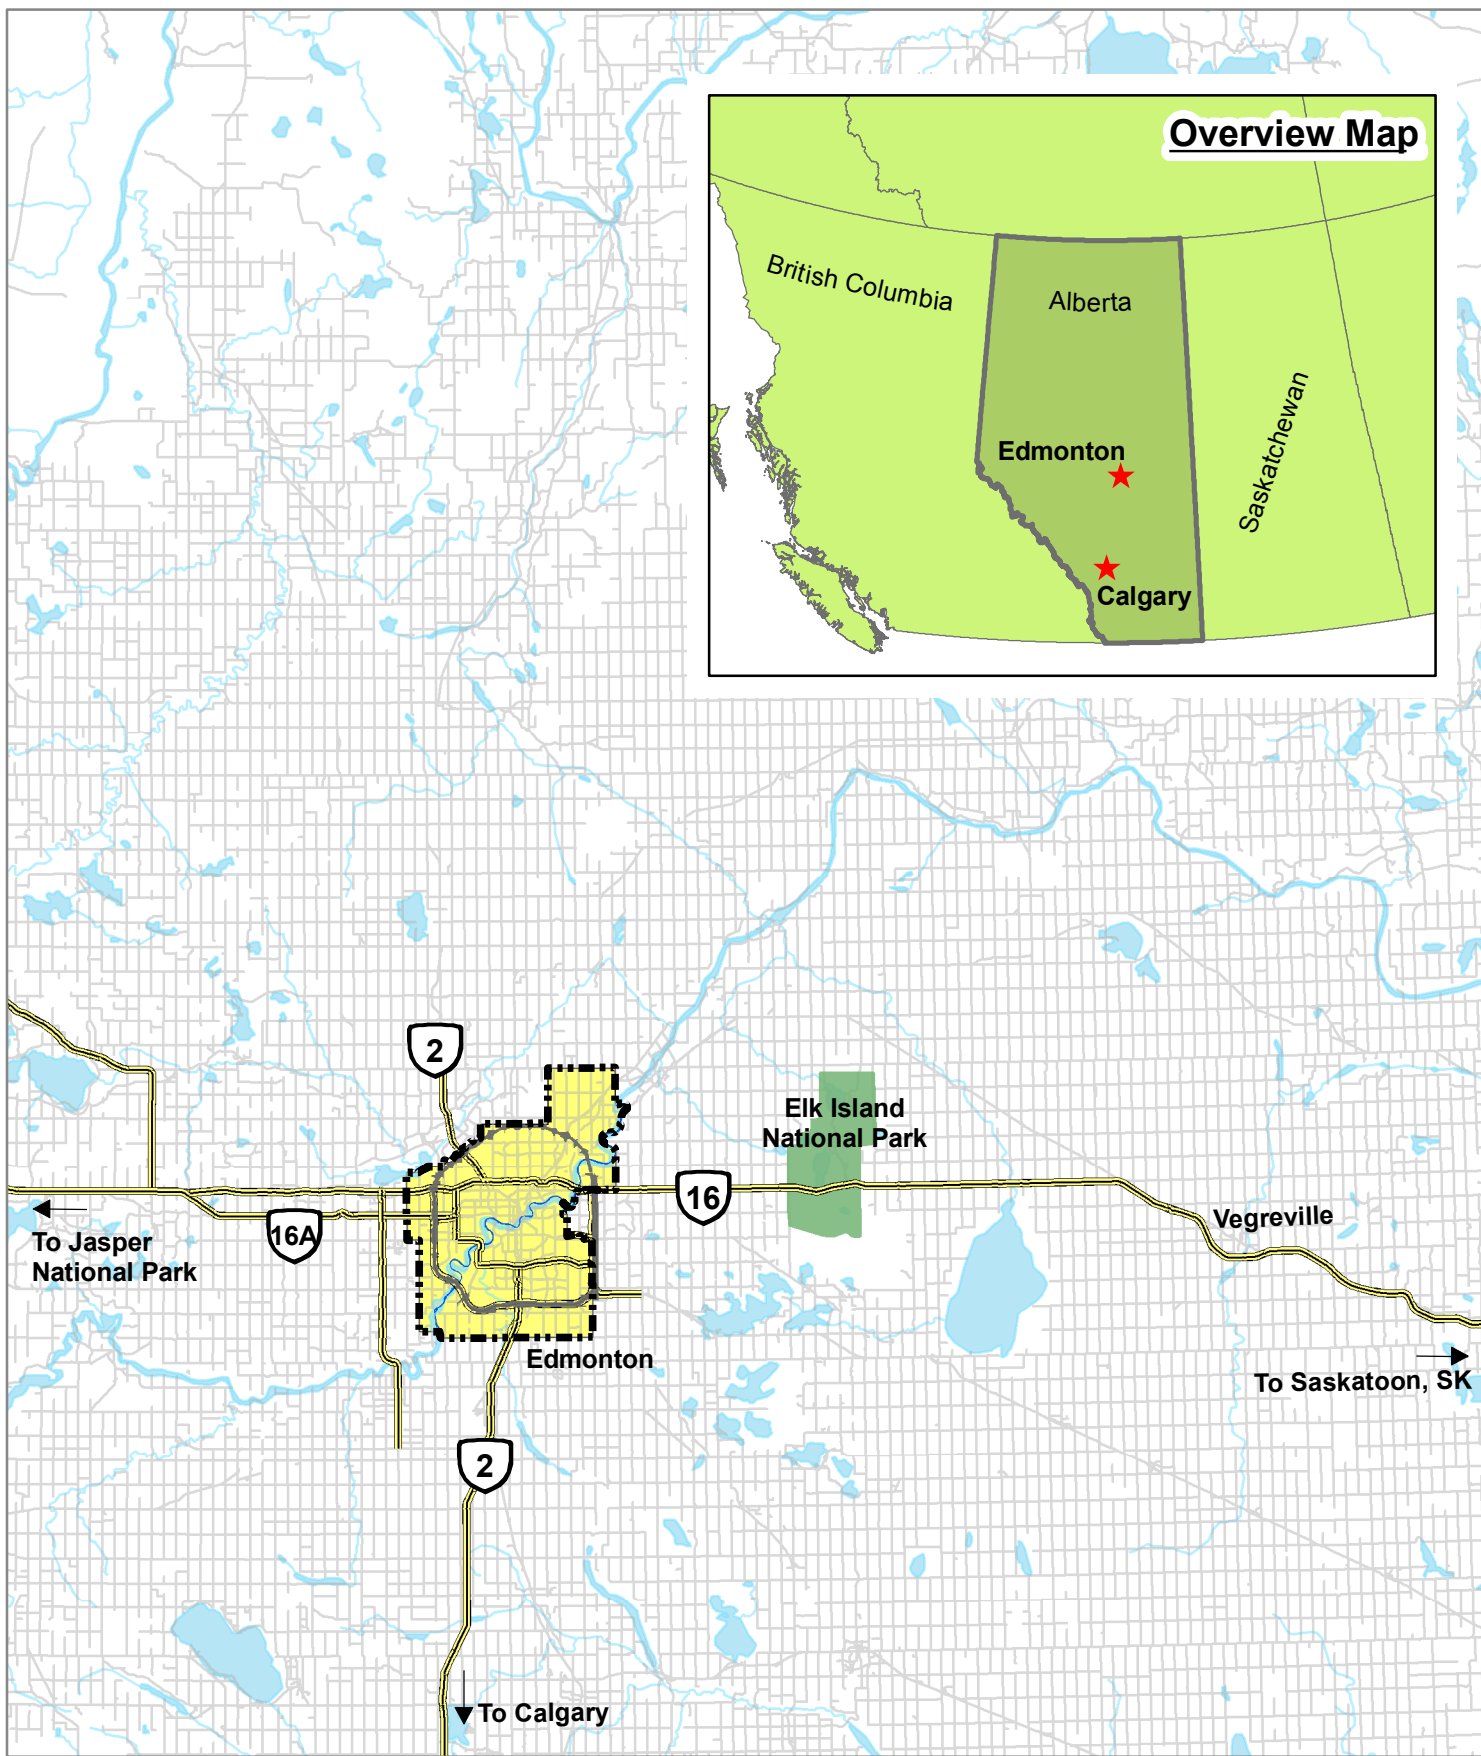 Overview Map
British Columbia
Alberta
Saskatchewan
Edmonton
Calgary
2
Elk Island
National Park
16
16A
Vegreville
To Jasper
National Park
Edmonton
To Saskatoon, SK
2
To Calgary